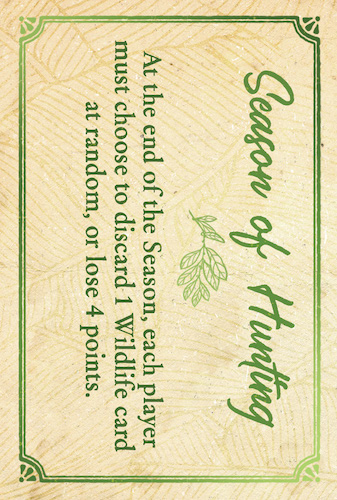 Season of Hunting
At the end of the Season, each player
must choose to discard 1 Wildlife card
at random, or lose 4 points.